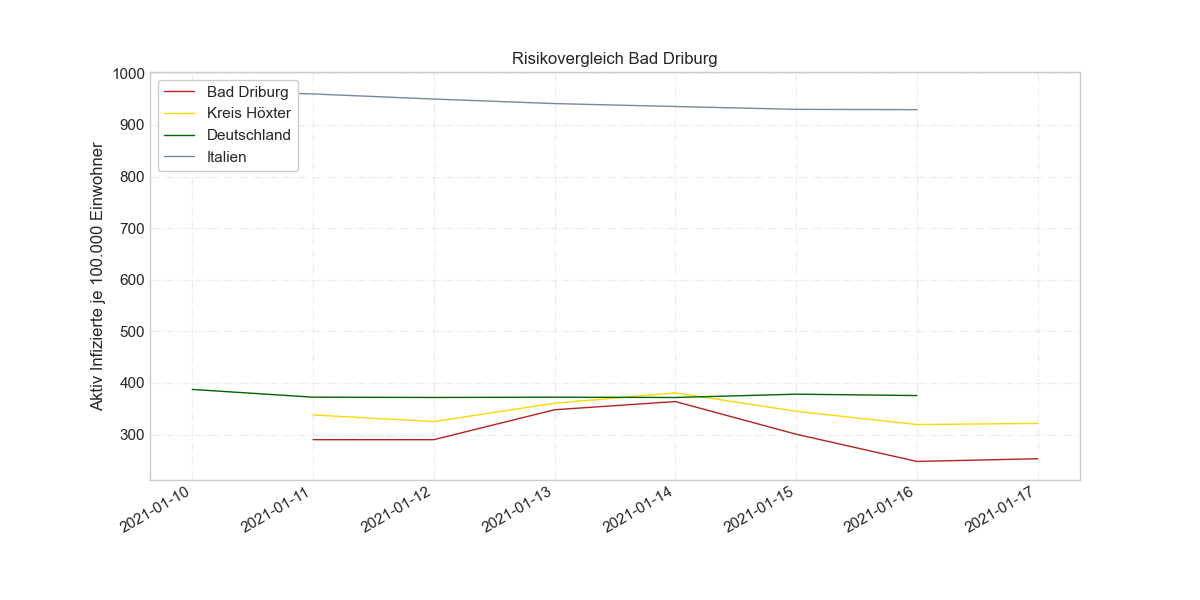 Risikovergleich Bad Driburg
Aktiv Infizierte je 100.000 Einwohner
1000
900
800
700
600
500
400
300
Bad Driburg
Kreis Höxter
Deutschland
Italien
2021-01-10
2021-01-11
2021-01-12
2021-01-13
2021-01-14
2021-01-15
2021-01-16
2021-01-17